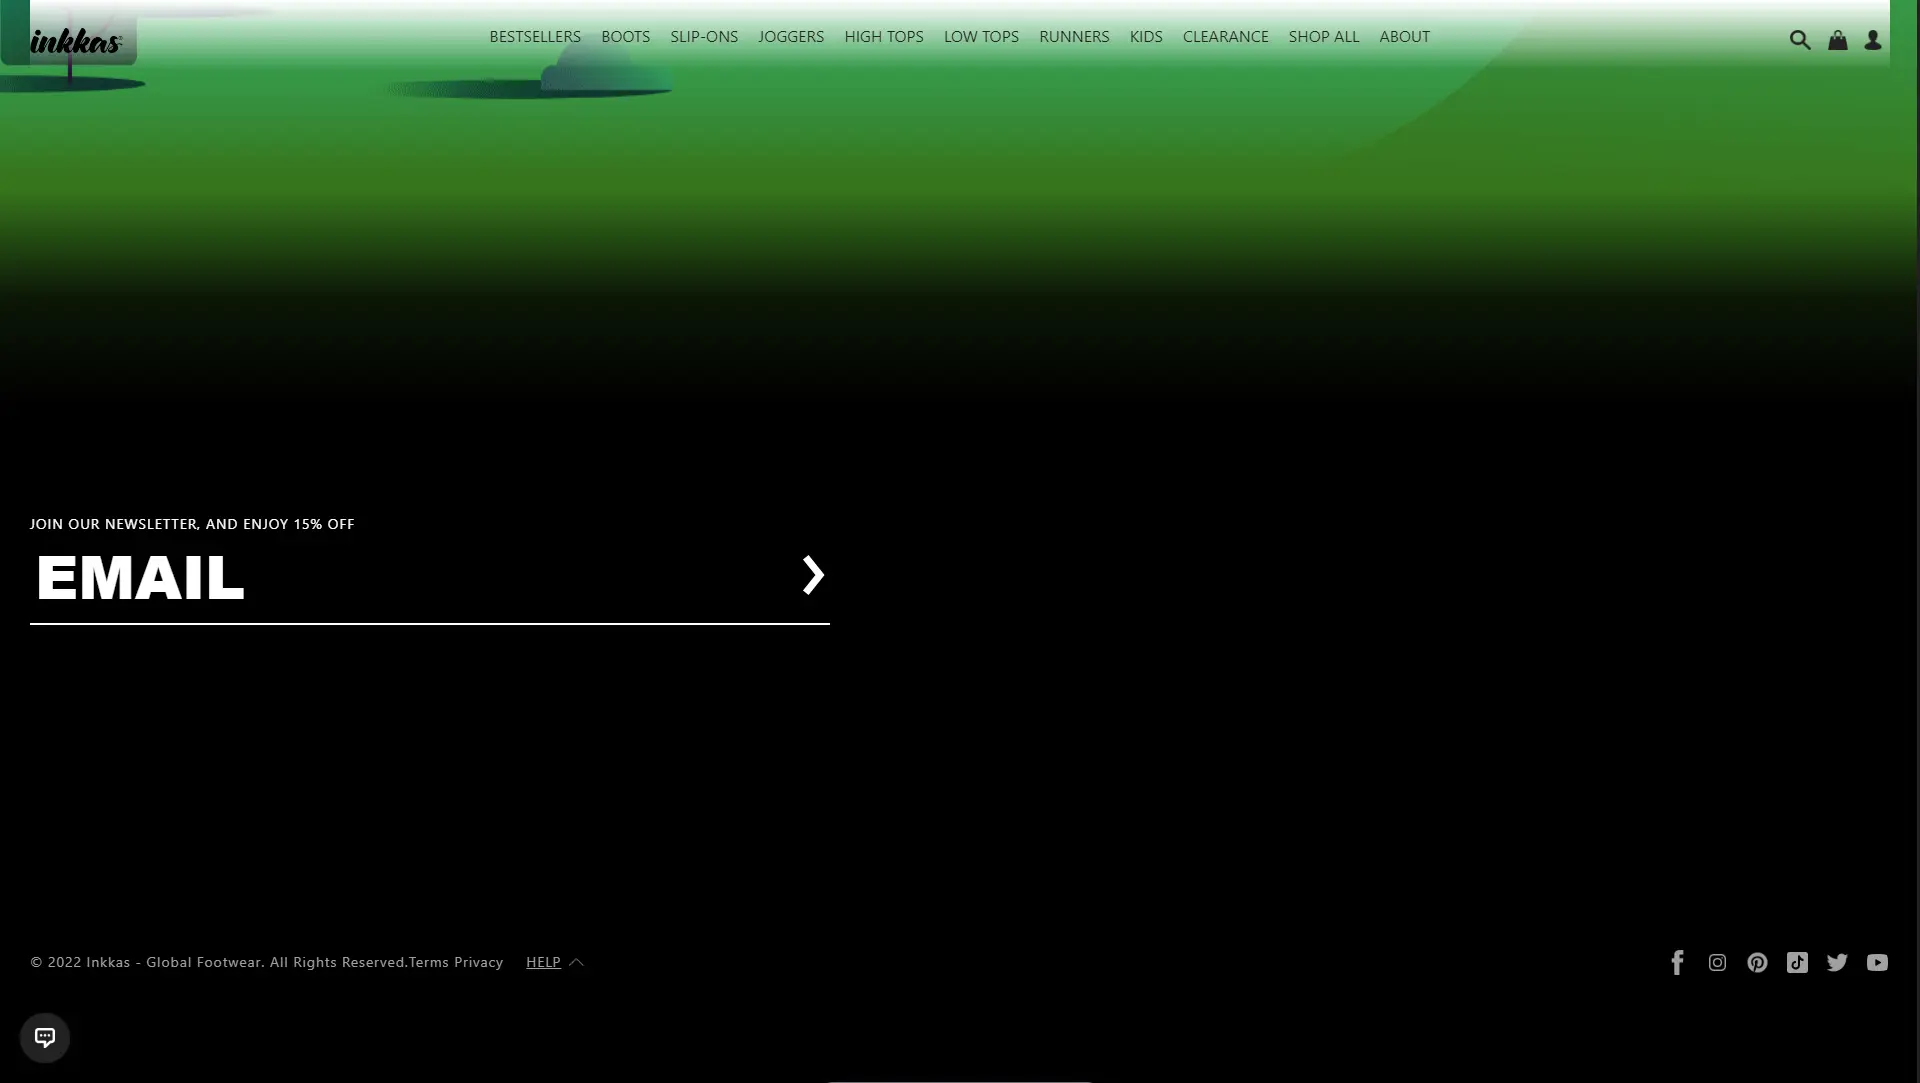 inkkas
BESTSELLERS BOOTS SLIP-ONS JOGGERS HIGH TOPS LOW TOPS RUNNERS KIDS CLEARANCE SHOP ALL ABOUT
JOIN OUR NEWSLETTER, AND ENJOY 15% OFF
EMAIL
© 2022 Inkkas - Global Footwear. All Rights Reserved.Terms Privacy HELP